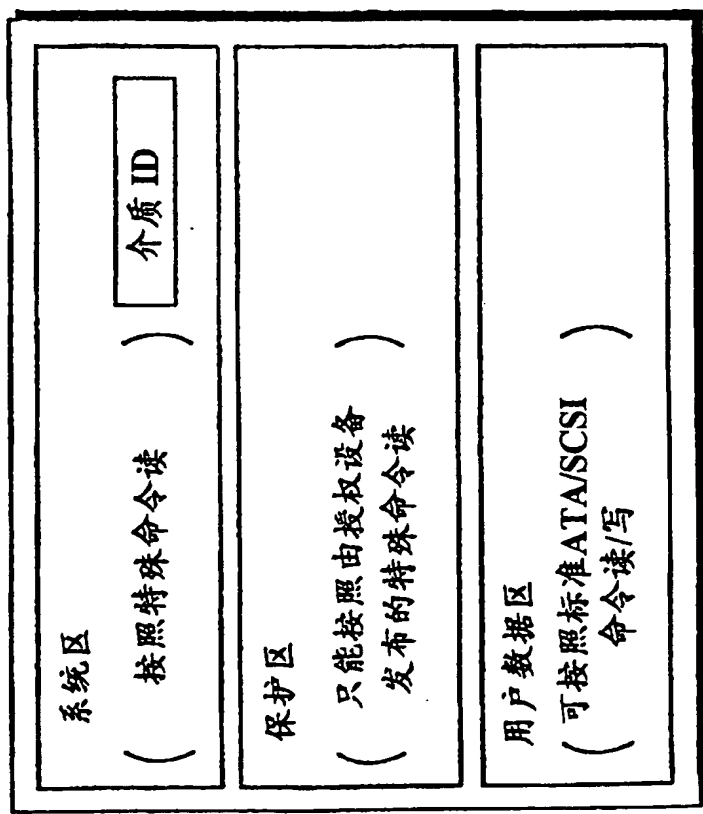 系统区
(按照特殊命令读)
介质 ID
保护区
(只能按照由授权设备
发布的特殊命令读)
用户数据区
(可按照标准ATA/SCSI
命令读/写)